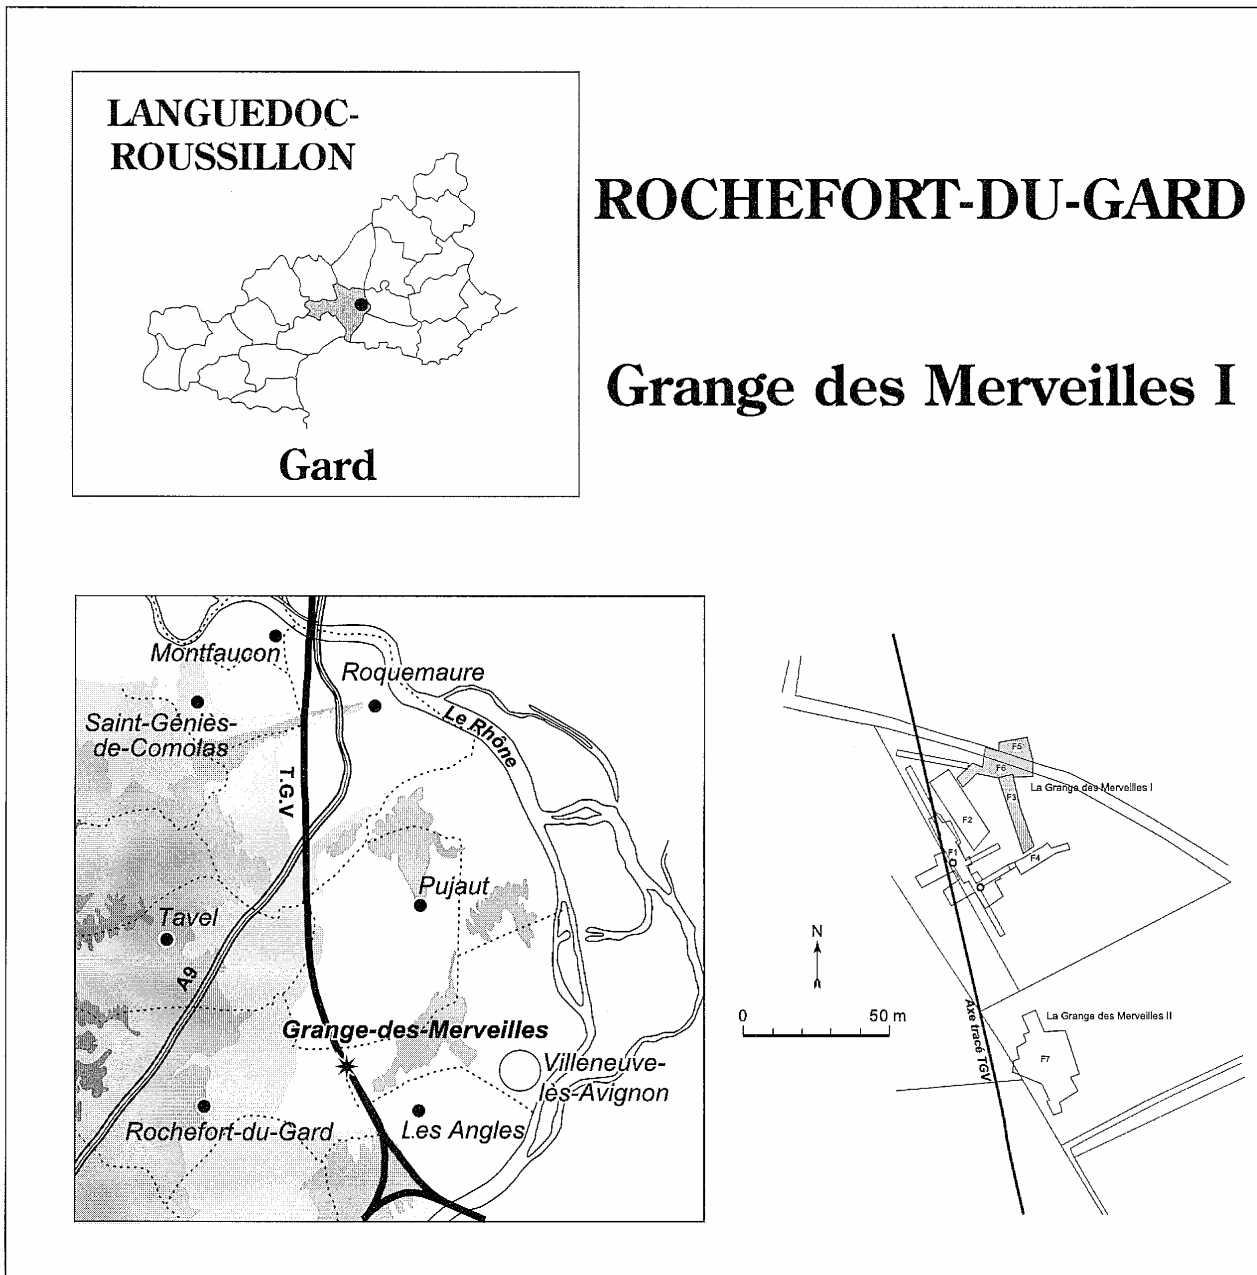 LANGUEDOC-
ROUSSILLON
Gard
ROCHEFORT-DU-GARD
Grange des Merveilles I
Montfaucon
Roquemaure
Saint-Géniès-
de-Comolas
Le Rhône
T.G.V
Pujaut
Tavel
A9
Grange-des-Merveilles
Villeneuve-
lès-Avignon
Rochefort-du-Gard
Les Angles
F5
F6
La Grange des Merveilles I
F3
F2
F1
F4
N
0
50 m
Axe tracé TGV
La Grange des Merveilles II
F7